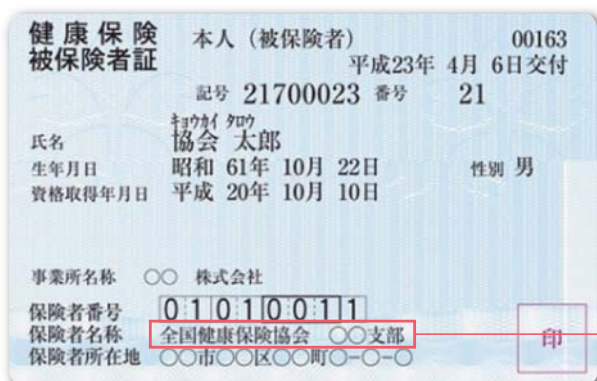 健康保険
被保険者証
本人（被保険者）
00163
平成23年 4月 6日交付
記号 21700023 番号 21
キョウカイ タロウ
氏名 協会 太郎
生年月日 昭和 61年 10月 22日 性別 男
資格取得年月日 平成 20年 10月 10日
事業所名称 ○○ 株式会社
保険者番号 01010011
保険者名称 全国健康保険協会 ○○支部
保険者所在地 ○○市○○区○○町○-○-○
印